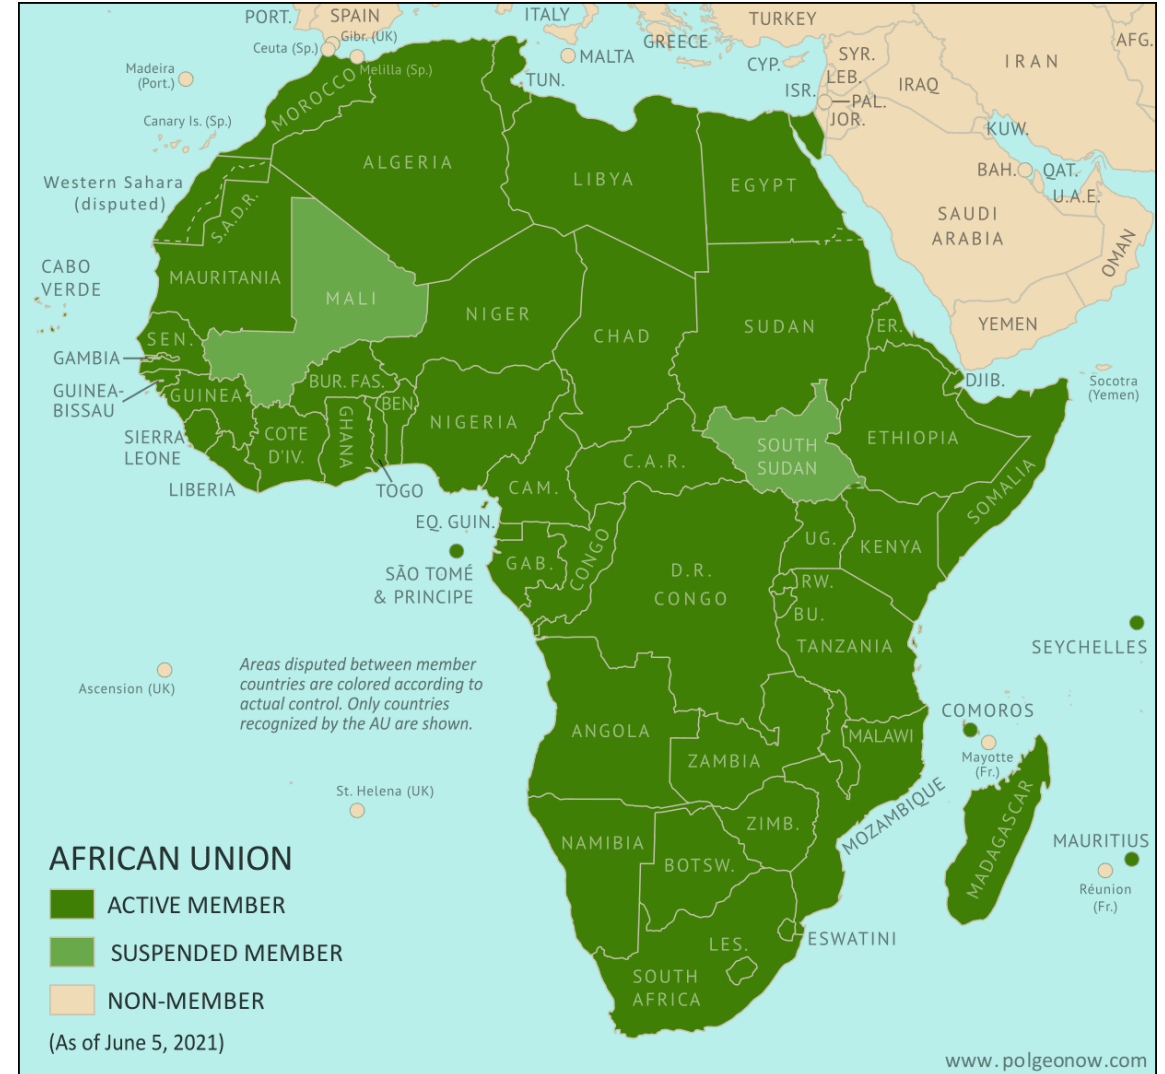 PORT.
SPAIN
ITALY
TURKEY
Gibr. (UK)
Ceuta (Sp.)
GREECE
AFG.
MALTA
SYR.
IRAN
CYP.
LEB.
Madeira
(Port.)
Melilla (Sp.)
TUN.
ISR.
IRAQ
PAL.
JOR.
MOROCCO
Canary Is. (Sp.)
KUW.
ALGERIA
LIBYA
EGYPT
BAH.
QAT.
U.A.E.
Western Sahara
(disputed)
S.A.D.R.
SAUDI
ARABIA
OMAN
CABO
VERDE
MAURITANIA
MALI
NIGER
CHAD
SUDAN
ER.
YEMEN
SEN.
GAMBIA
GUINEA-
BISSAU
GUINEA
BUR. FAS.
BEN.
DJIB.
Socotra
(Yemen)
SIERRA
LEONE
COTE
D'IV.
GHANA
NIGERIA
SOUTH
SUDAN
ETHIOPIA
C.A.R.
LIBERIA
TOGO
CAM.
SOMALIA
EQ. GUIN.
SÃO TOMÉ
& PRINCIPE
GAB.
CONGO
D.R.
CONGO
UG.
KENYA
RW.
BU.
TANZANIA
SEYCHELLES
Ascension (UK)
Areas disputed between member
countries are colored according to
actual control. Only countries
recognized by the AU are shown.
COMOROS
ANGOLA
ZAMBIA
MALAWI
Mayotte
(Fr.)
St. Helena (UK)
MOZAMBIQUE
MADAGASCAR
NAMIBIA
ZIMB.
BOTSW.
MAURITIUS
Réunion
(Fr.)
LES.
ESWATINI
SOUTH
AFRICA
AFRICAN UNION
ACTIVE MEMBER
SUSPENDED MEMBER
NON-MEMBER
(As of June 5, 2021)
www.polgeonow.com